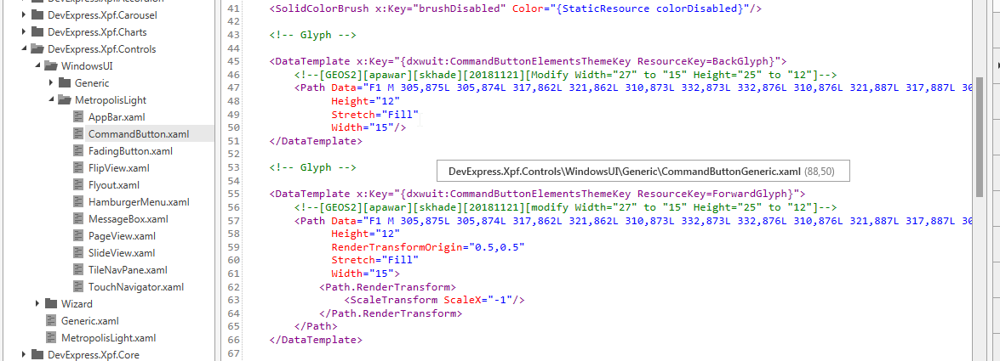 DevExpress.Xpf.Carousel
DevExpress.Xpf.Charts
DevExpress.Xpf.Controls
WindowsUI
Generic
MetropolisLight
AppBar.xaml
CommandButton.xaml
FadingButton.xaml
FlipView.xaml
Flyout.xaml
HamburgerMenu.xaml
MessageBox.xaml
PageView.xaml
SlideView.xaml
TileNavPane.xaml
TouchNavigator.xaml
Wizard
Generic.xaml
MetropolisLight.xaml
DevExpress.Xpf.Core
41 <SolidColorBrush x:Key="brushDisabled" Color="{StaticResource colorDisabled}"/>
42
43 <!-- Glyph -->
44
45 <DataTemplate x:Key="{dxwuit:CommandButtonElementsThemeKey ResourceKey=BackGlyph}">
46 <!--[GEOS2][apawar][skhade][20181121][Modify Width="27" to "15" Height="25" to "12"]-->
47 <Path Data="F1 M 305,875L 305,874L 317,862L 321,862L 310,873L 332,873L 332,876L 310,876L 321,887L 317,887L 30
48 Height="12"
49 Stretch="Fill"
50 Width="15"/>
51 </DataTemplate>
52
53 <!-- Glyph -->
DevExpress.Xpf.Controls\WindowsUI\Generic\CommandButtonGeneric.xaml (88,50)
54
55 <DataTemplate x:Key="{dxwuit:CommandButtonElementsThemeKey ResourceKey=ForwardGlyph}">
56 <!--[GEOS2][apawar][skhade][20181121][modify Width="27" to "15" Height="25" to "12"]-->
57 <Path Data="F1 M 305,875L 305,874L 317,862L 321,862L 310,873L 332,873L 332,876L 310,876L 321,887L 317,887L 30
58 Height="12"
59 RenderTransformOrigin="0.5,0.5"
60 Stretch="Fill"
61 Width="15">
62 <Path.RenderTransform>
63 <ScaleTransform ScaleX="-1"/>
64 </Path.RenderTransform>
65 </Path>
66 </DataTemplate>
67